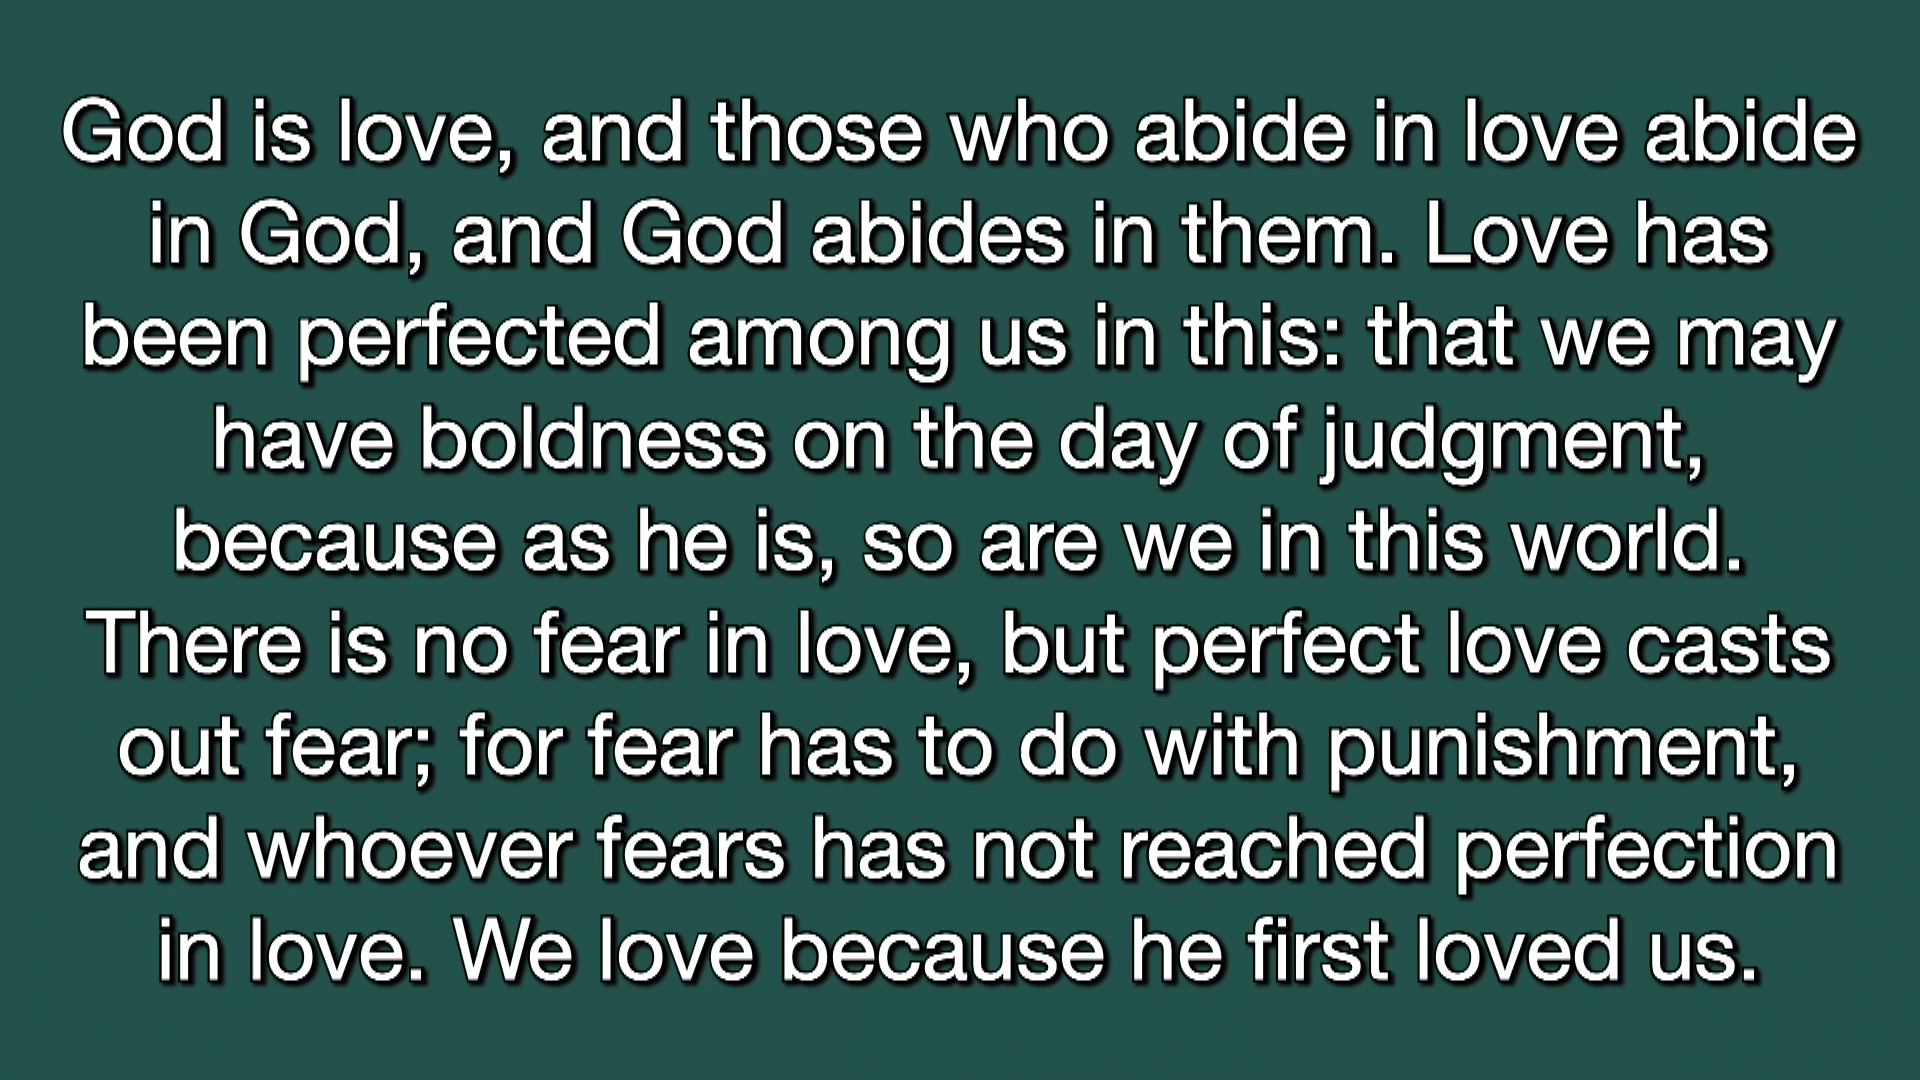 God is love, and those who abide in love abide
in God, and God abides in them. Love has
been perfected among us in this: that we may
have boldness on the day of judgment,
because as he is, so are we in this world.
There is no fear in love, but perfect love casts
out fear; for fear has to do with punishment,
and whoever fears has not reached perfection
in love. We love because he first loved us.